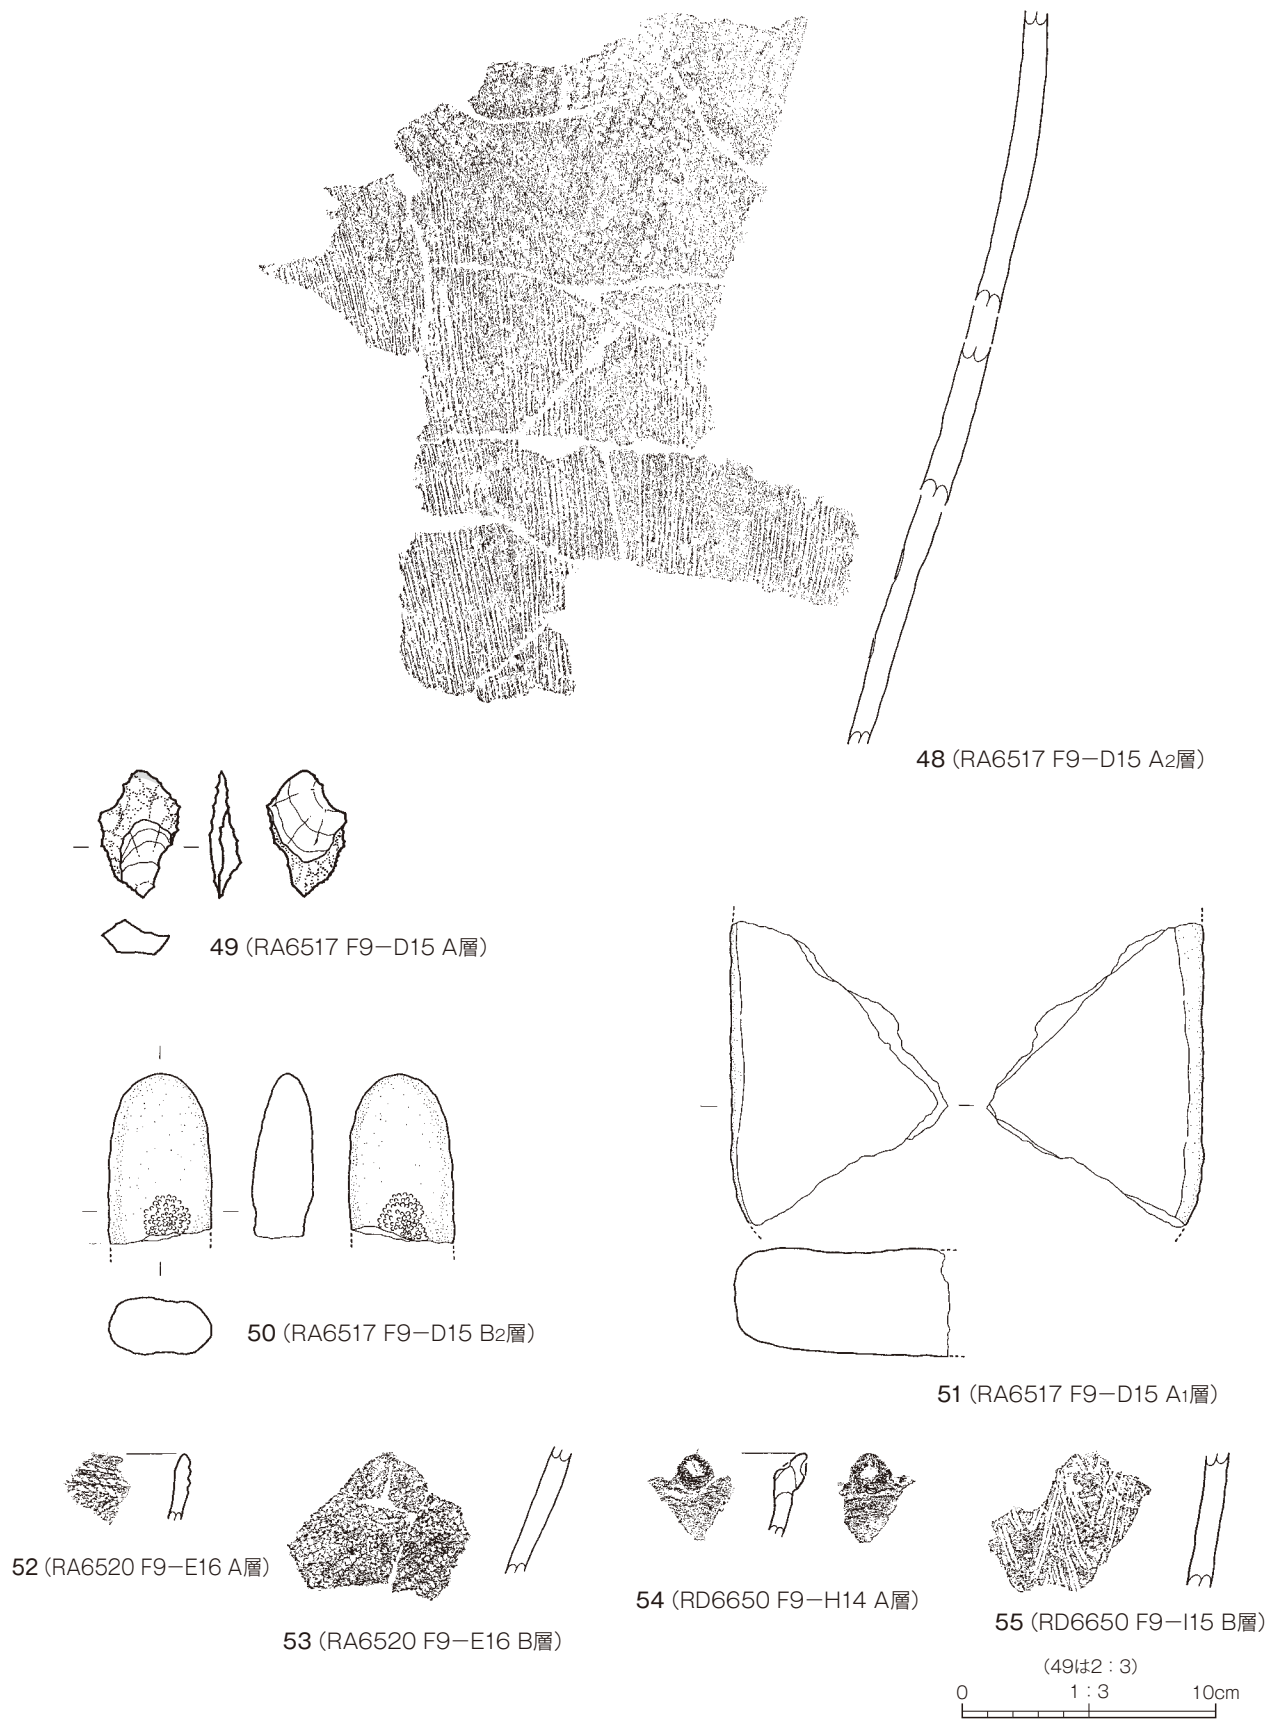 48 (RA6517 F9−D15 A2層)
49 (RA6517 F9−D15 A層)
50 (RA6517 F9−D15 B2層)
51 (RA6517 F9−D15 A1層)
52 (RA6520 F9−E16 A層)
53 (RA6520 F9−E16 B層)
54 (RD6650 F9−H14 A層)
55 (RD6650 F9−I15 B層)
(49は2：3)
0 1：3 10cm